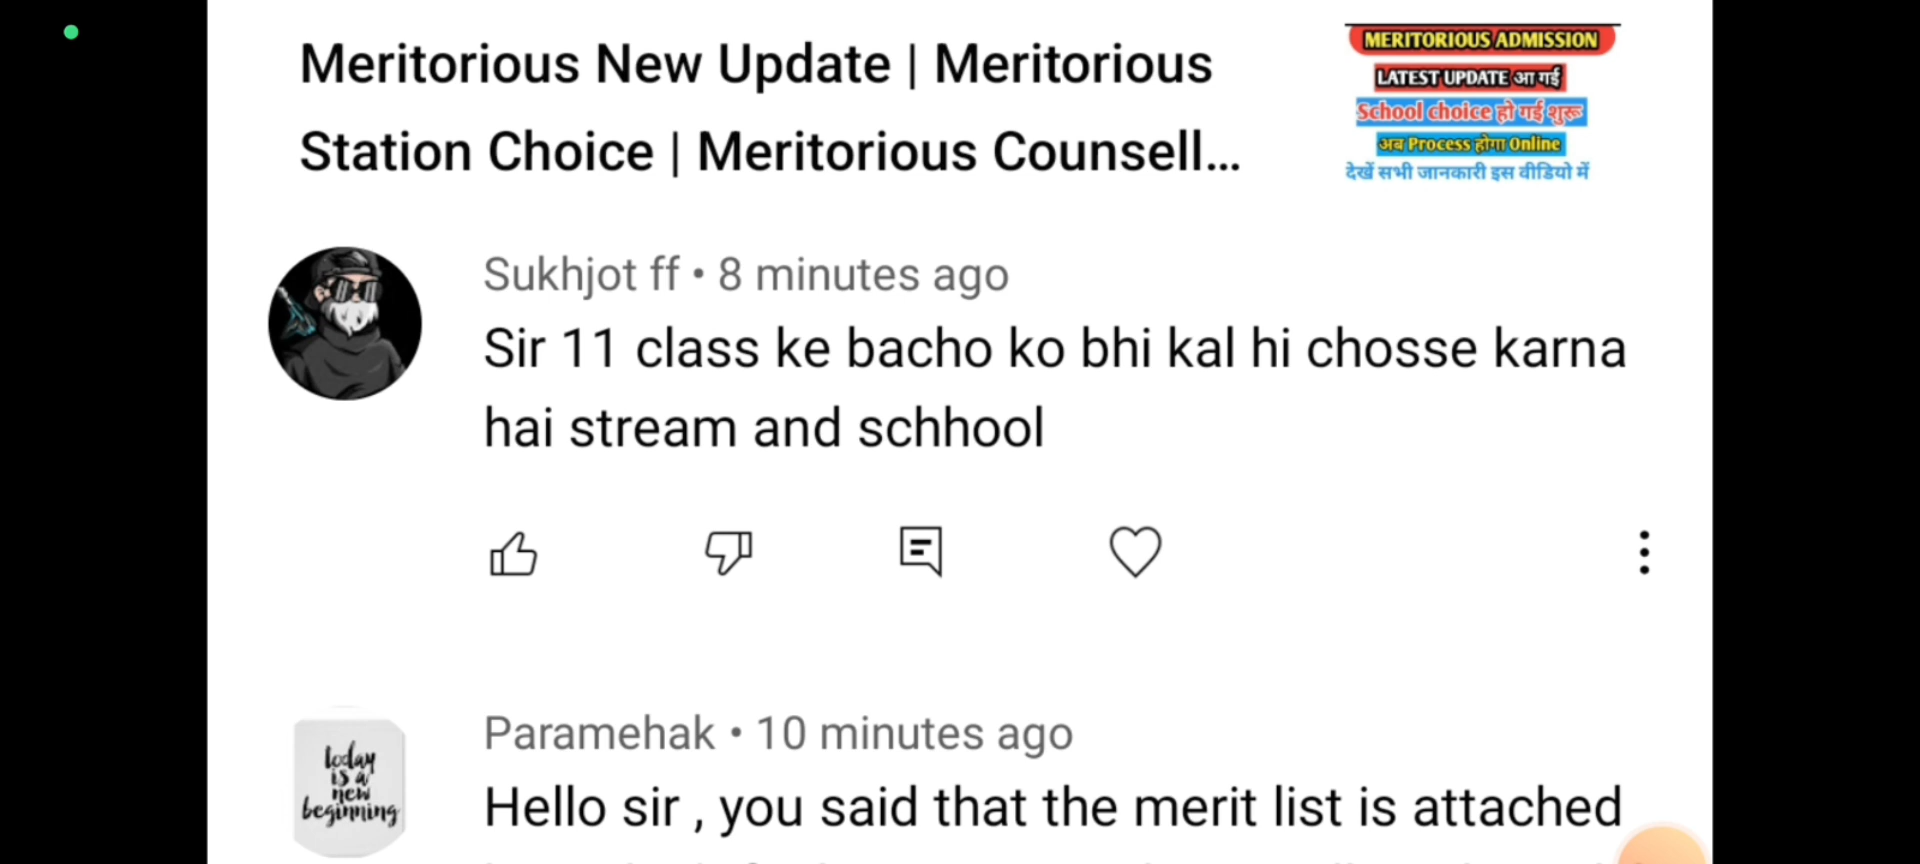 Meritorious New Update | Meritorious
Station Choice | Meritorious Counsell...
MERITORIOUS ADMISSION
LATEST UPDATE आ गई
School choice हो गई शुरू
अब Process होगा Online
देखें सभी जानकारी इस वीडियो में
Sukhjot ff • 8 minutes ago
Sir 11 class ke bacho ko bhi kal hi chosse karna
hai stream and schhool
today
is a
new
beginning
Paramehak • 10 minutes ago
Hello sir , you said that the merit list is attached